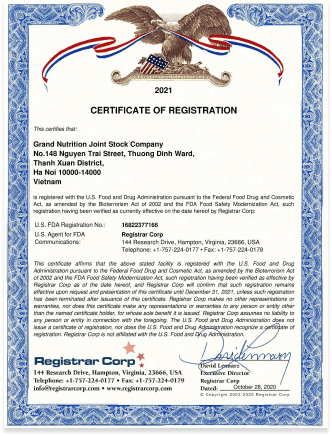 2021
CERTIFICATE OF REGISTRATION
This certifies that:
Grand Nutrition Joint Stock Company
No.148 Nguyen Trai Street, Thuong Dinh Ward,
Thanh Xuan District,
Ha Noi 10000-14000
Vietnam
is registered with the U.S. Food and Drug Administration pursuant to the Federal Food Drug and Cosmetic
Act, as amended by the Bioterrorism Act of 2002 and the FDA Food Safety Modernization Act, such
registration having been verified as currently effective on the date hereof by Registrar Corp:
U.S. FDA Registration No.: 16822377166
U.S. Agent for FDA Registrar Corp
Communications: 144 Research Drive, Hampton, Virginia, 23666, USA
Telephone: +1-757-224-0177 • Fax: +1-757-224-0179
This certificate affirms that the above stated facility is registered with the U.S. Food and Drug
Administration pursuant to the Federal Food Drug and Cosmetic Act, as amended by the Bioterrorism Act
of 2002 and the FDA Food Safety Modernization Act, such registration having been verified as effective by
Registrar Corp as of the date hereof, and Registrar Corp will confirm that such registration remains
effective upon request and presentation of this certificate until December 31, 2021, unless such registration
has been terminated after issuance of this certificate. Registrar Corp makes no other representations or
warranties, nor does this certificate make any representations or warranties to any person or entity other
than the named certificate holder, for whose sole benefit it is issued. Registrar Corp assumes no liability to
any person or entity in connection with the foregoing. The U.S. Food and Drug Administration does not
issue a certificate of registration, nor does the U.S. Food and Drug Administration recognize a certificate of
registration. Registrar Corp is not affiliated with the U.S. Food and Drug Administration.
Registrar Corp
144 Research Drive, Hampton, Virginia, 23666, USA
Telephone: +1-757-224-0177 • Fax: +1-757-224-0179
info@registrarcorp.com • www.registrarcorp.com
David Lennarz
Executive Director
Registrar Corp
Dated: October 28, 2020
© Copyright 2003-2020 Registrar Corp